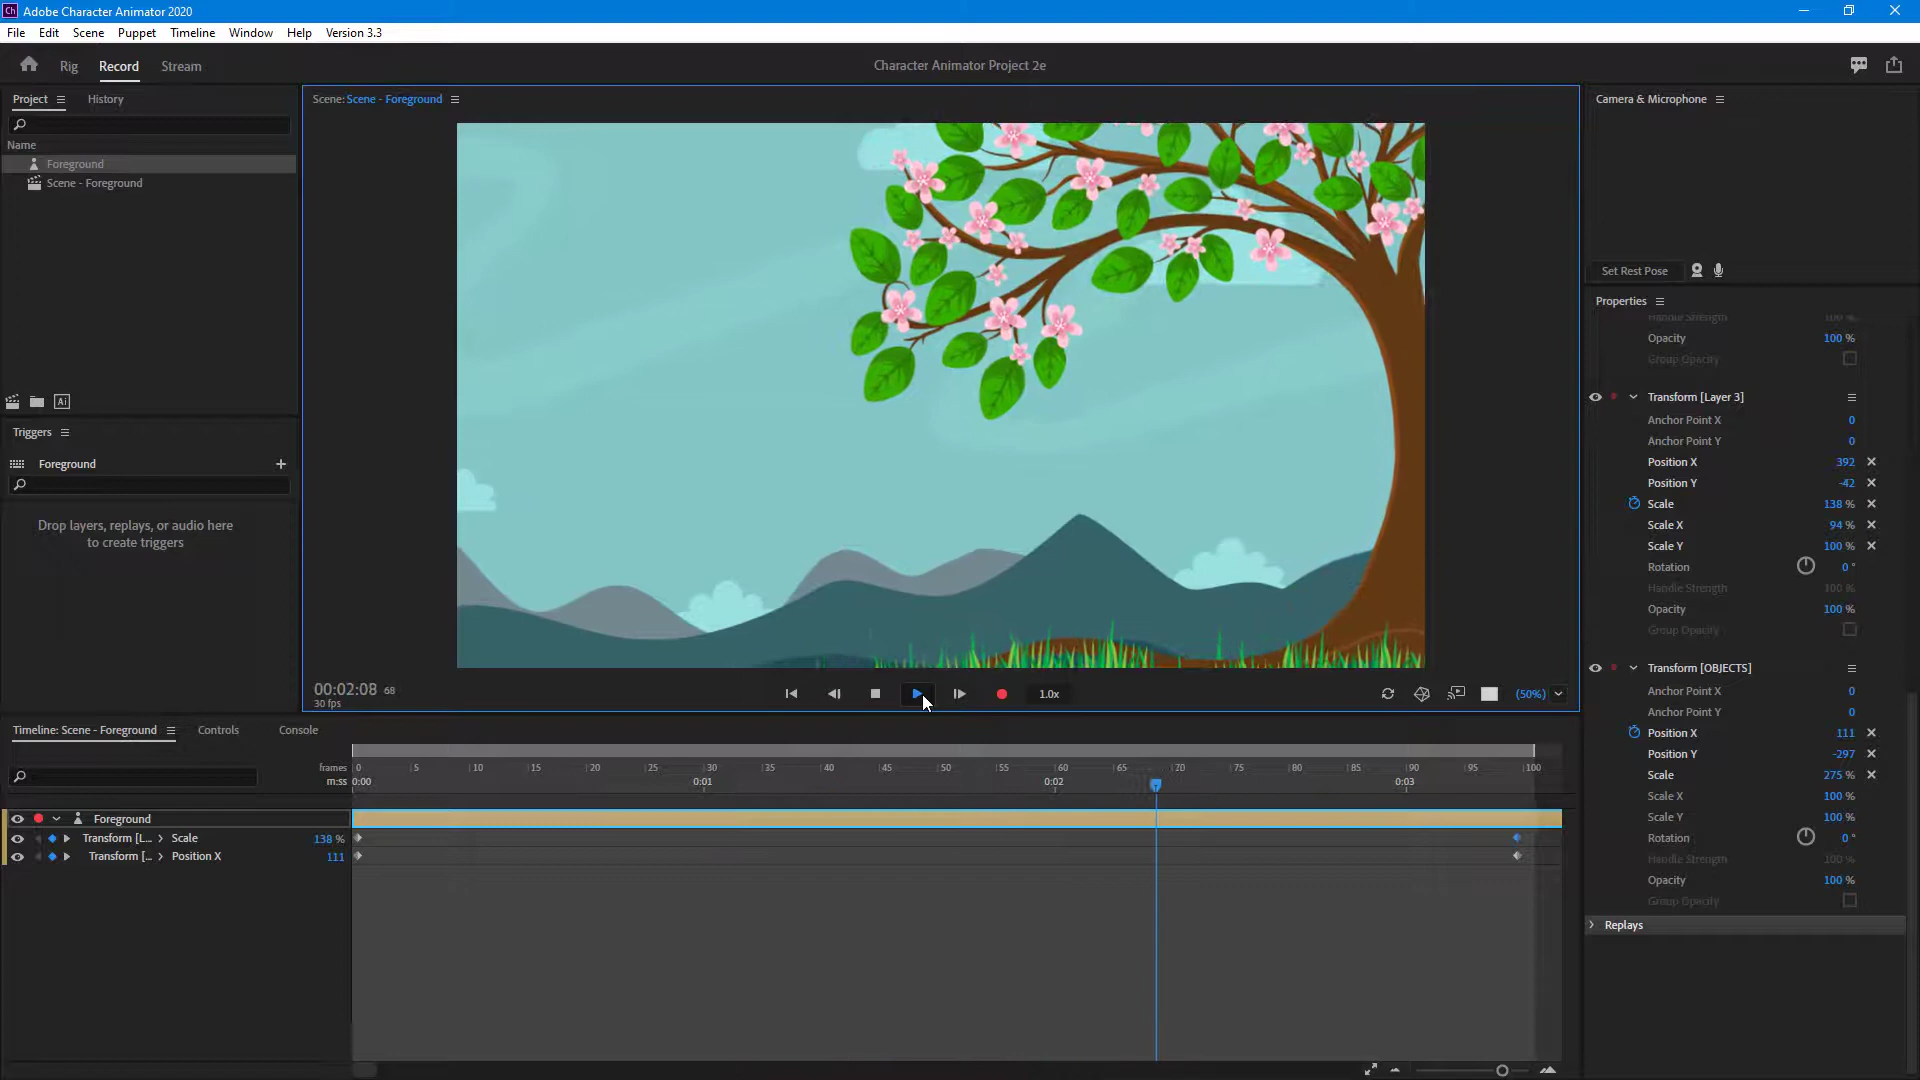 Ch Adobe Character Animator 2020
File Edit Scene Puppet Timeline Window Help Version 3.3
Rig Record Stream Character Animator Project 2e
Project History
Scene: Scene - Foreground
Camera & Microphone
Name
Foreground
Scene - Foreground
Set Rest Pose
Properties
Handle Strength 100 %
Opacity 100 %
Group Opacity
Transform [Layer 3]
Anchor Point X 0
Anchor Point Y 0
Position X 392
Position Y -42
Scale 138 %
Scale X 94 %
Scale Y 100 %
Rotation 0 °
Handle Strength 100 %
Opacity 100 %
Group Opacity
Transform [OBJECTS]
Anchor Point X 0
Anchor Point Y 0
Position X 111
Position Y -297
Scale 275 %
Scale X 100 %
Scale Y 100 %
Rotation 0 °
Handle Strength 100 %
Opacity 100 %
Group Opacity
Replays
Ai
Triggers
Foreground
Drop layers, replays, or audio here
to create triggers
00:02:08 68
30 fps
1.0x
(50%)
Timeline: Scene - Foreground Controls Console
frames 0 5 10 15 20 25 30 35 40 45 50 55 60 65 70 75 80 85 90 95 100
m:ss 0:00 0:01 0:02 0:03
Foreground
Transform [L... Scale 138 %
Transform [... Position X 111